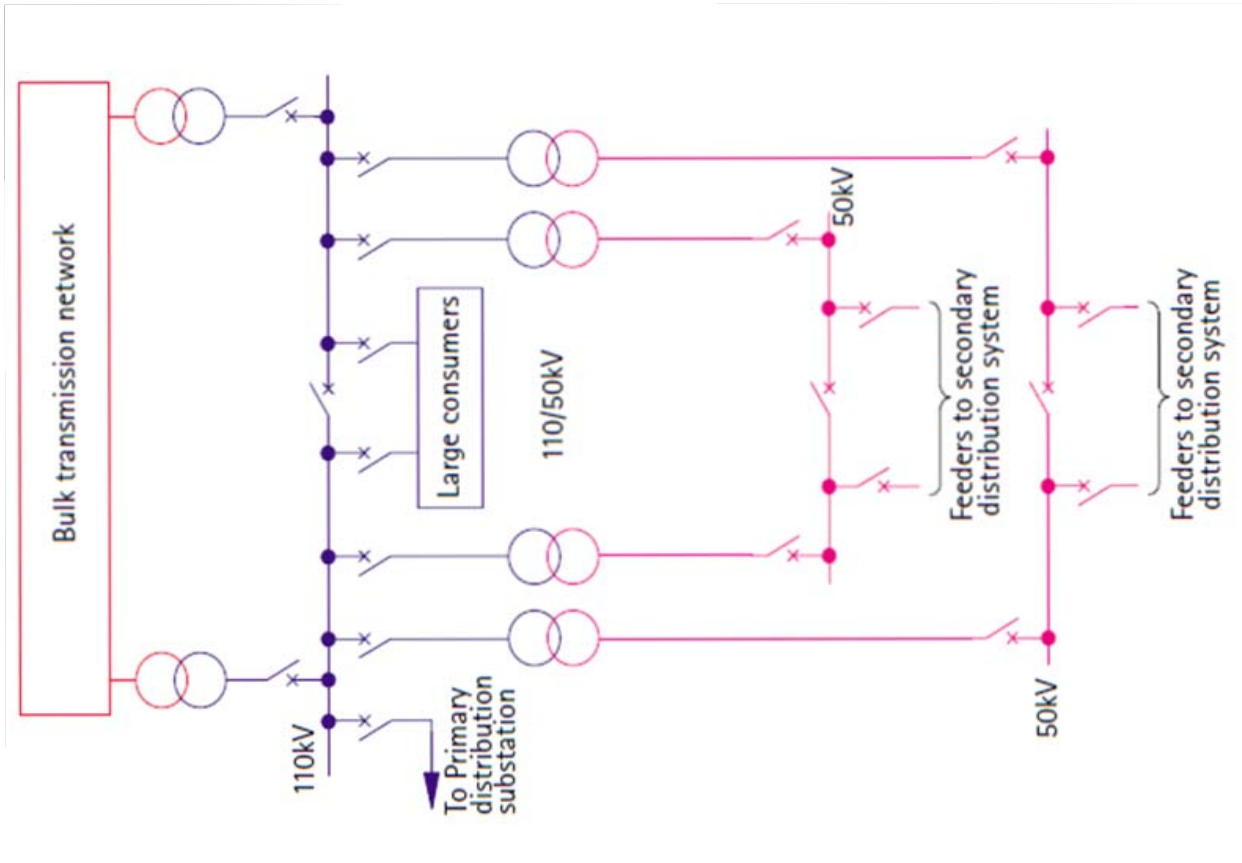 Bulk transmission network
110kV
To Primary
distribution
substation
Large consumers
110/50kV
50kV
Feeders to secondary
distribution system
50kV
Feeders to secondary
distribution system